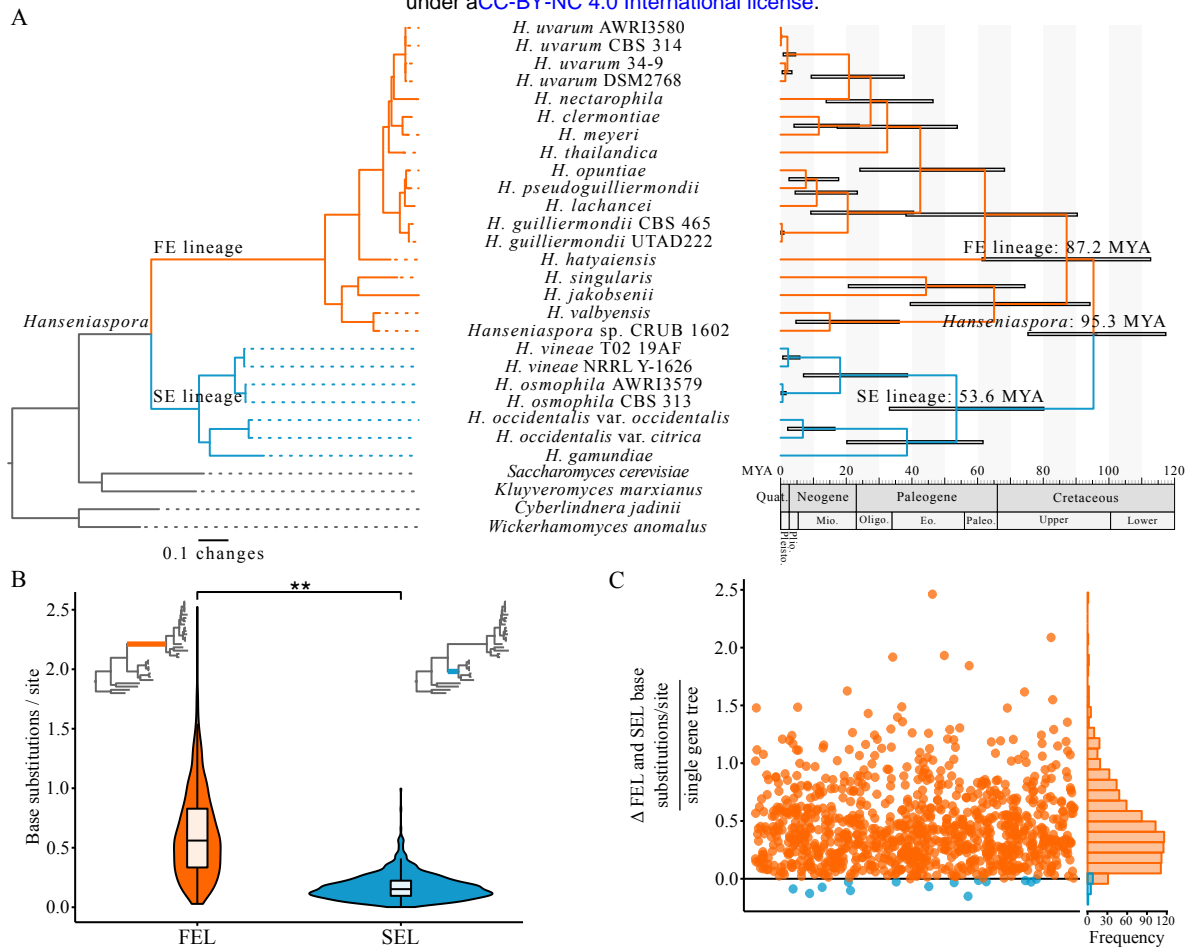 under aCC-BY-NC 4.0 International license.
A
H. uvarum AWRI3580
H. uvarum CBS 314
H. uvarum 34-9
H. uvarum DSM2768
H. nectarophila
H. clermontiae
H. meyeri
H. thailandica
H. opuntiae
H. pseudoguilliermondii
H. lachancei
H. guilliermondii CBS 465
H. guilliermondii UTAD222
H. hatyaiensis
H. singularis
H. jakobsenii
H. valbyensis
Hanseniaspora sp. CRUB 1602
H. vineae T02 19AF
H. vineae NRRL Y-1626
H. osmophila AWRI3579
H. osmophila CBS 313
H. occidentalis var. occidentalis
H. occidentalis var. citrica
H. gamundiae
Saccharomyces cerevisiae
Kluyveromyces marxianus
Cyberlindnera jadinii
Wickerhamomyces anomalus
FE lineage
Hanseniaspora
SE lineage
0.1 changes
FE lineage: 87.2 MYA
Hanseniaspora: 95.3 MYA
SE lineage: 53.6 MYA
MYA 0 20 40 60 80 100 120
Quat. Neogene Paleogene Cretaceous
Mio. Oligo. Eo. Paleo. Upper Lower
Plio.
Pleisto.
B
**
Base substitutions / site
2.5
2.0
1.5
1.0
0.5
0.0
FEL SEL
C
Δ FEL and SEL base
substitutions/site
single gene tree
2.5
2.0
1.5
1.0
0.5
0.0
0 30 60 90 120
Frequency